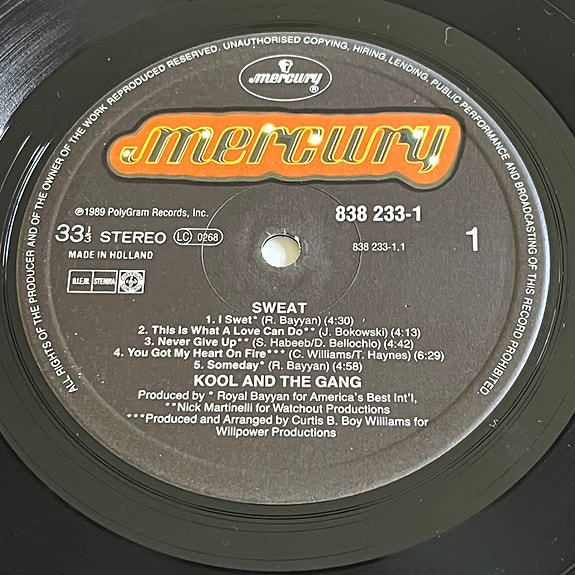 ALL RIGHTS OF THE PRODUCER AND OF THE OWNER OF THE WORK REPRODUCED RESERVED. UNAUTHORISED COPYING, HIRING, LENDING, PUBLIC PERFORMANCE AND BROADCASTING OF THIS RECORD PROHIBITED
mercury ®
mercury
℗1989 PolyGram Records, Inc.
838 233-1
33⅓ STEREO LC 0268
838 233-1.1
1
MADE IN HOLLAND
B.I.E.M. STEMRA
SWEAT
1. I Swet* (R. Bayyan) (4:30)
2. This Is What A Love Can Do** (J. Bokowski) (4:13)
3. Never Give Up** (S. Habeeb/D. Bellochio) (4:42)
4. You Got My Heart On Fire*** (C. Williams/T. Haynes) (6:29)
5. Someday* (R. Bayyan) (4:58)
KOOL AND THE GANG
Produced by * Royal Bayyan for America's Best Int'l,
**Nick Martinelli for Watchout Productions
***Produced and Arranged by Curtis B. Boy Williams for
Willpower Productions